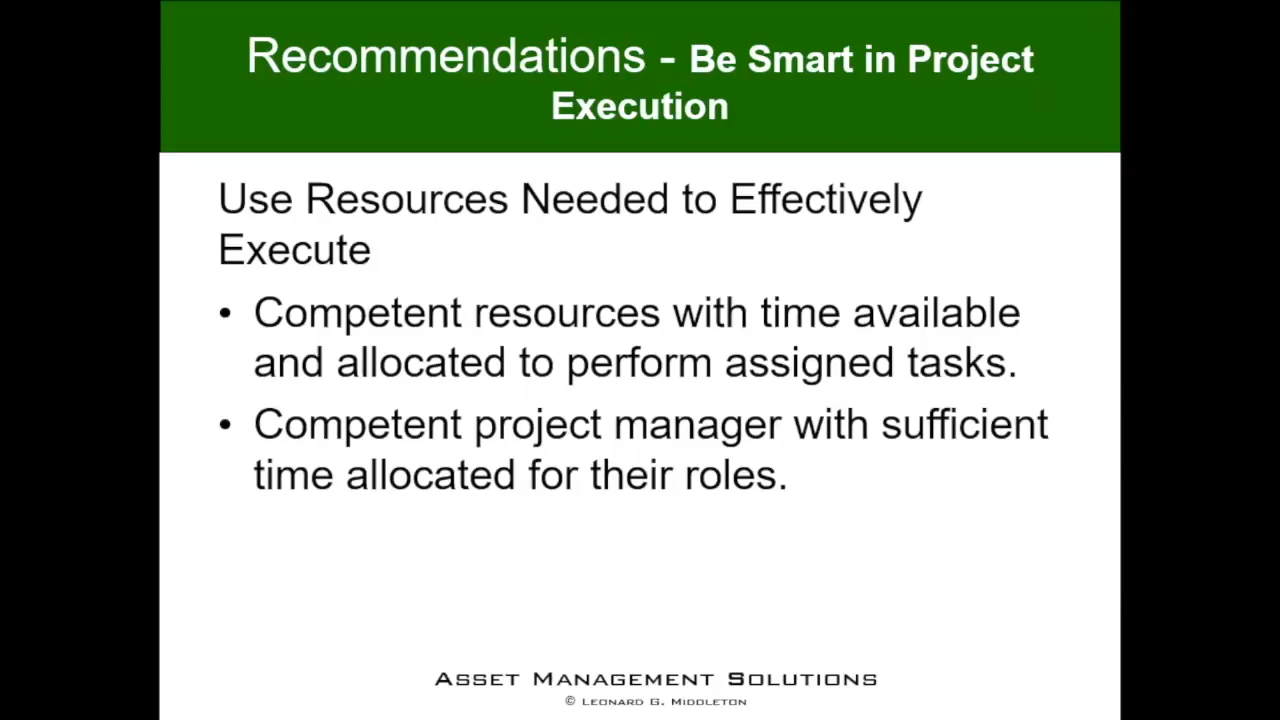 Recommendations - Be Smart in Project
Execution
Use Resources Needed to Effectively
Execute
• Competent resources with time available
and allocated to perform assigned tasks.
• Competent project manager with sufficient
time allocated for their roles.
ASSET MANAGEMENT SOLUTIONS
© LEONARD G. MIDDLETON